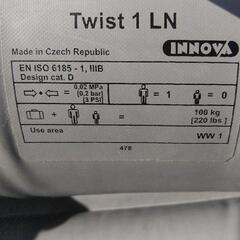 Twist 1 LN
Made in Czech Republic
INNOVA
EN ISO 6185 - 1, IIIB
Design cat. D
0,02 MPa
[0,2 bar]
[3 PSI]
= 1
= 0
+
=
100 kg
[220 lbs]
Use area
WW 1
478